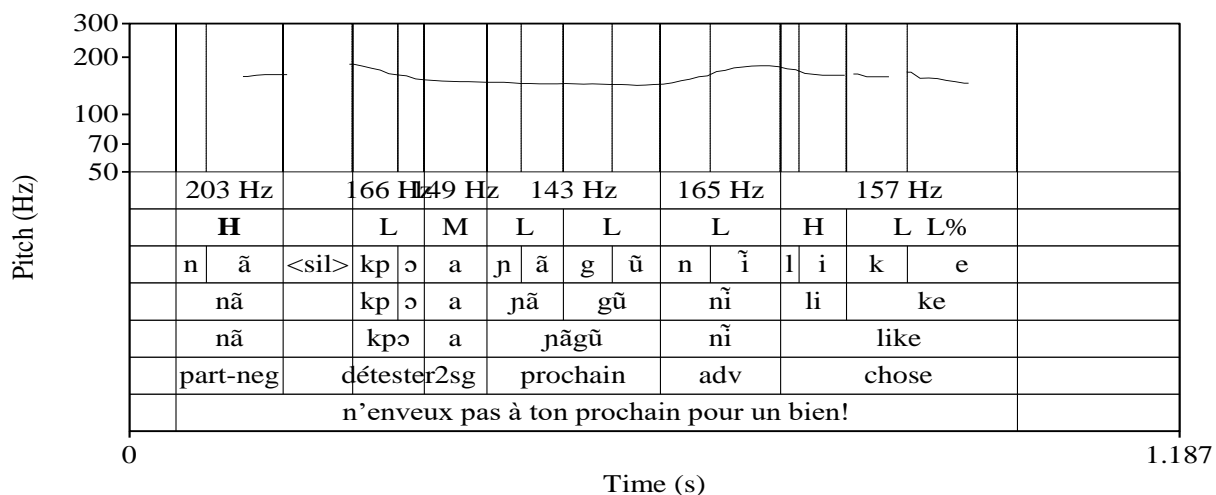 300
200
100
70
50
Pitch (Hz)
203 Hz 166 Hz 149 Hz 143 Hz 165 Hz 157 Hz
H L M L L L H L L%
n ã <sil> kp ɔ a ɲ ã g ũ n ĩ l i k e
nã kp ɔ a ɲã gũ nĩ li ke
nã kpɔ a ɲãgũ nĩ like
part-neg détester 2sg prochain adv chose
n’enveux pas à ton prochain pour un bien!
0 1.187
Time (s)